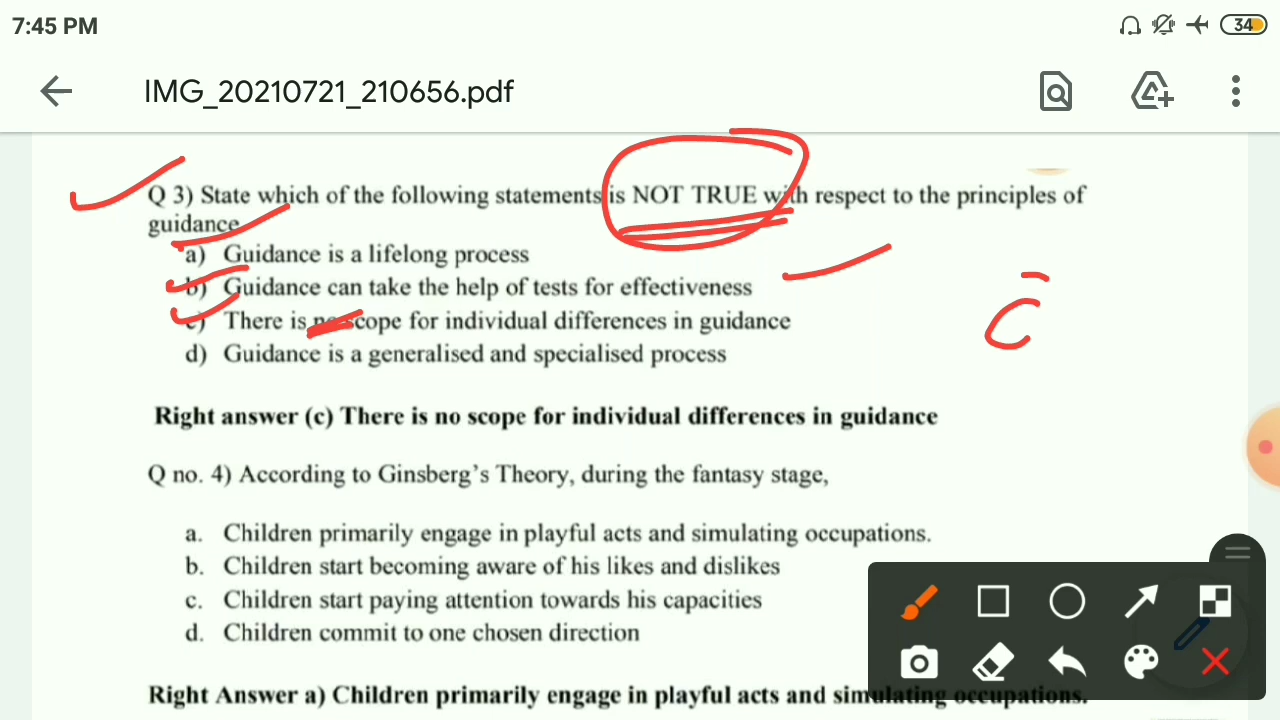 7:45 PM
34
IMG_20210721_210656.pdf
Q 3) State which of the following statements is NOT TRUE with respect to the principles of
guidance
a) Guidance is a lifelong process
b) Guidance can take the help of tests for effectiveness
c) There is no scope for individual differences in guidance
C
d) Guidance is a generalised and specialised process
Right answer (c) There is no scope for individual differences in guidance
Q no. 4) According to Ginsberg’s Theory, during the fantasy stage,
a. Children primarily engage in playful acts and simulating occupations.
b. Children start becoming aware of his likes and dislikes
c. Children start paying attention towards his capacities
d. Children commit to one chosen direction
Right Answer a) Children primarily engage in playful acts and simulating occupations.